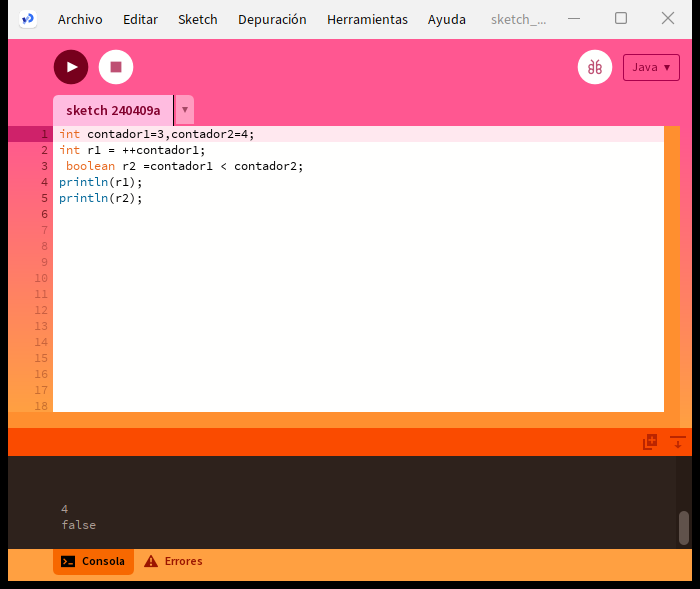 Archivo Editar Sketch Depuración Herramientas Ayuda sketch_...
Java
sketch 240409a
1 int contador1=3,contador2=4;
2 int r1 = ++contador1;
3 boolean r2 =contador1 < contador2;
4 println(r1);
5 println(r2);
6
7
8
9
10
11
12
13
14
15
16
17
18
4
false
Consola Errores